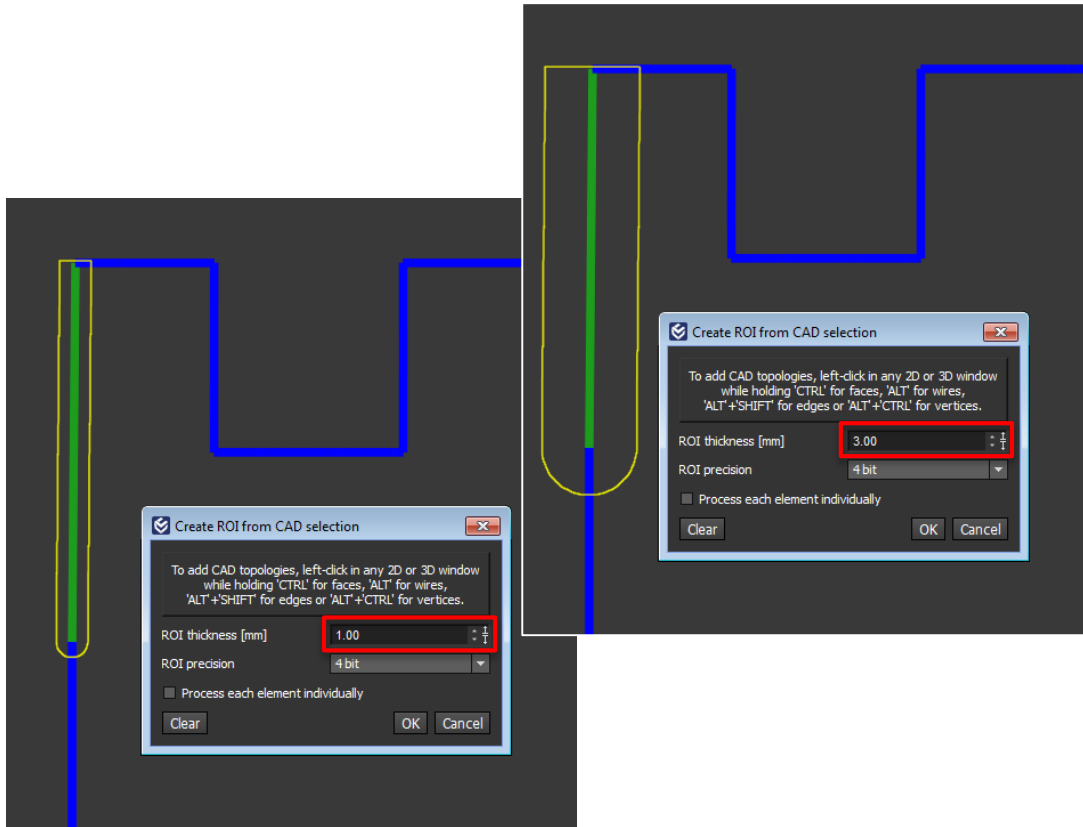 Create ROI from CAD selection
To add CAD topologies, left-click in any 2D or 3D window
while holding 'CTRL' for faces, 'ALT' for wires,
'ALT'+'SHIFT' for edges or 'ALT'+'CTRL' for vertices.
ROI thickness [mm] 3.00
ROI precision 4 bit
Process each element individually
Clear OK Cancel
Create ROI from CAD selection
To add CAD topologies, left-click in any 2D or 3D window
while holding 'CTRL' for faces, 'ALT' for wires,
'ALT'+'SHIFT' for edges or 'ALT'+'CTRL' for vertices.
ROI thickness [mm] 1.00
ROI precision 4 bit
Process each element individually
Clear OK Cancel